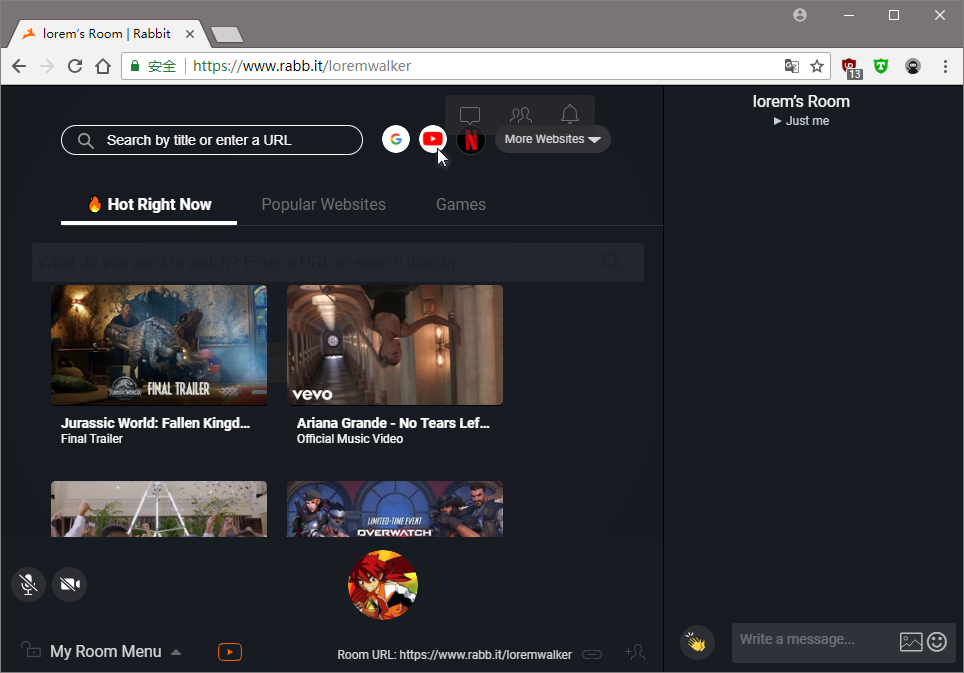 lorem’s Room | Rabbit
安全
https://www.rabb.it/loremwalker
13
Search by title or enter a URL
G
N
More Websites
Hot Right Now
Popular Websites
Games
What do you want to watch? Enter a URL or search directly
JURASSIC WORLD
FINAL TRAILER
vevo
Jurassic World: Fallen Kingd...
Final Trailer
Ariana Grande - No Tears Lef...
Official Music Video
LIMITED-TIME EVENT
OVERWATCH
My Room Menu
Room URL: https://www.rabb.it/loremwalker
lorem’s Room
Just me
Write a message...